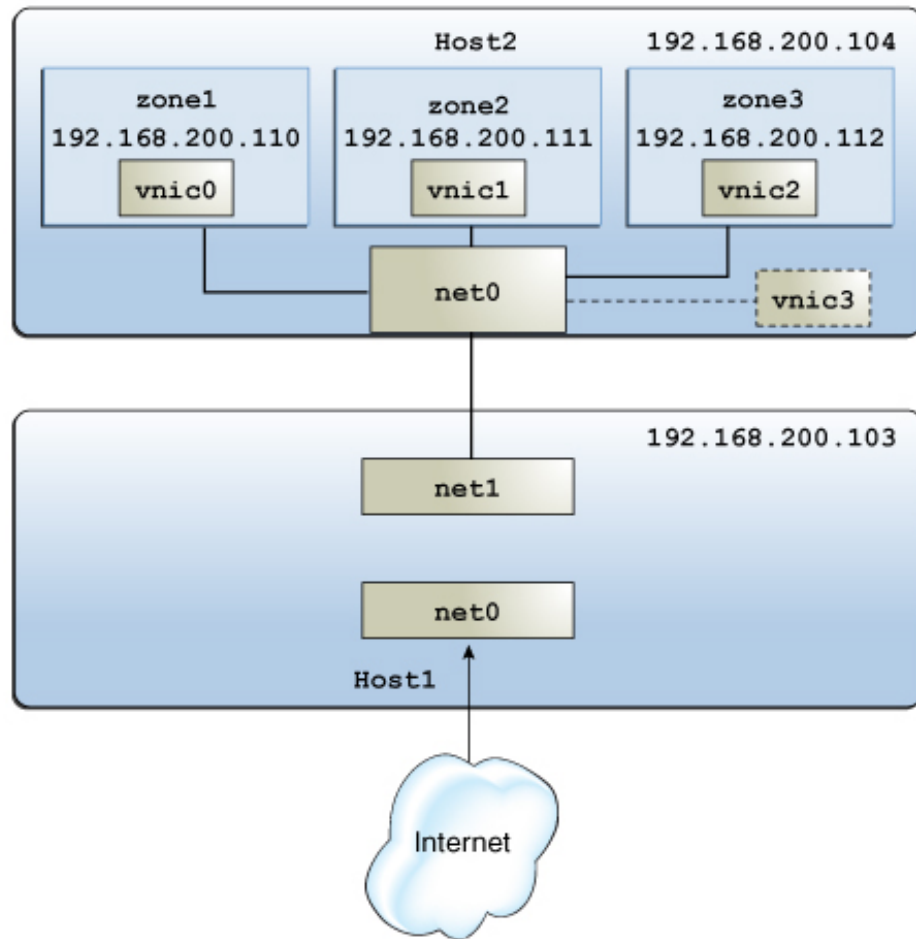 Host2 192.168.200.104
zone1
192.168.200.110
vnic0
zone2
192.168.200.111
vnic1
zone3
192.168.200.112
vnic2
net0
vnic3
192.168.200.103
net1
net0
Host1
Internet